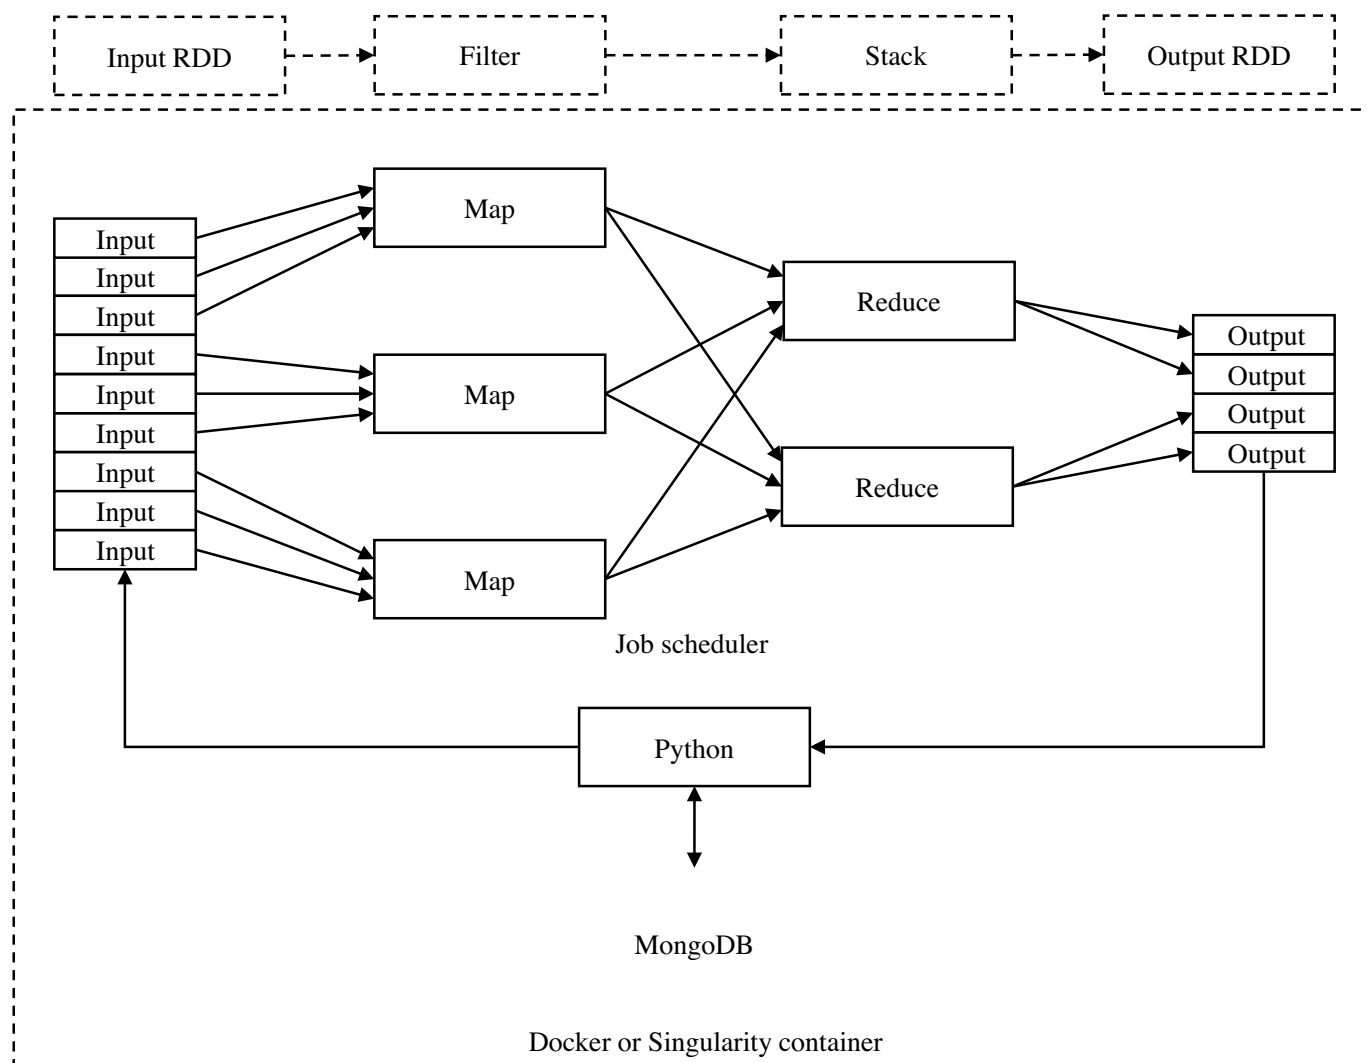 Input RDD
Filter
Stack
Output RDD
Input
Input
Input
Input
Input
Input
Input
Input
Input
Map
Map
Map
Reduce
Reduce
Output
Output
Output
Output
Job scheduler
Python
MongoDB
Docker or Singularity container